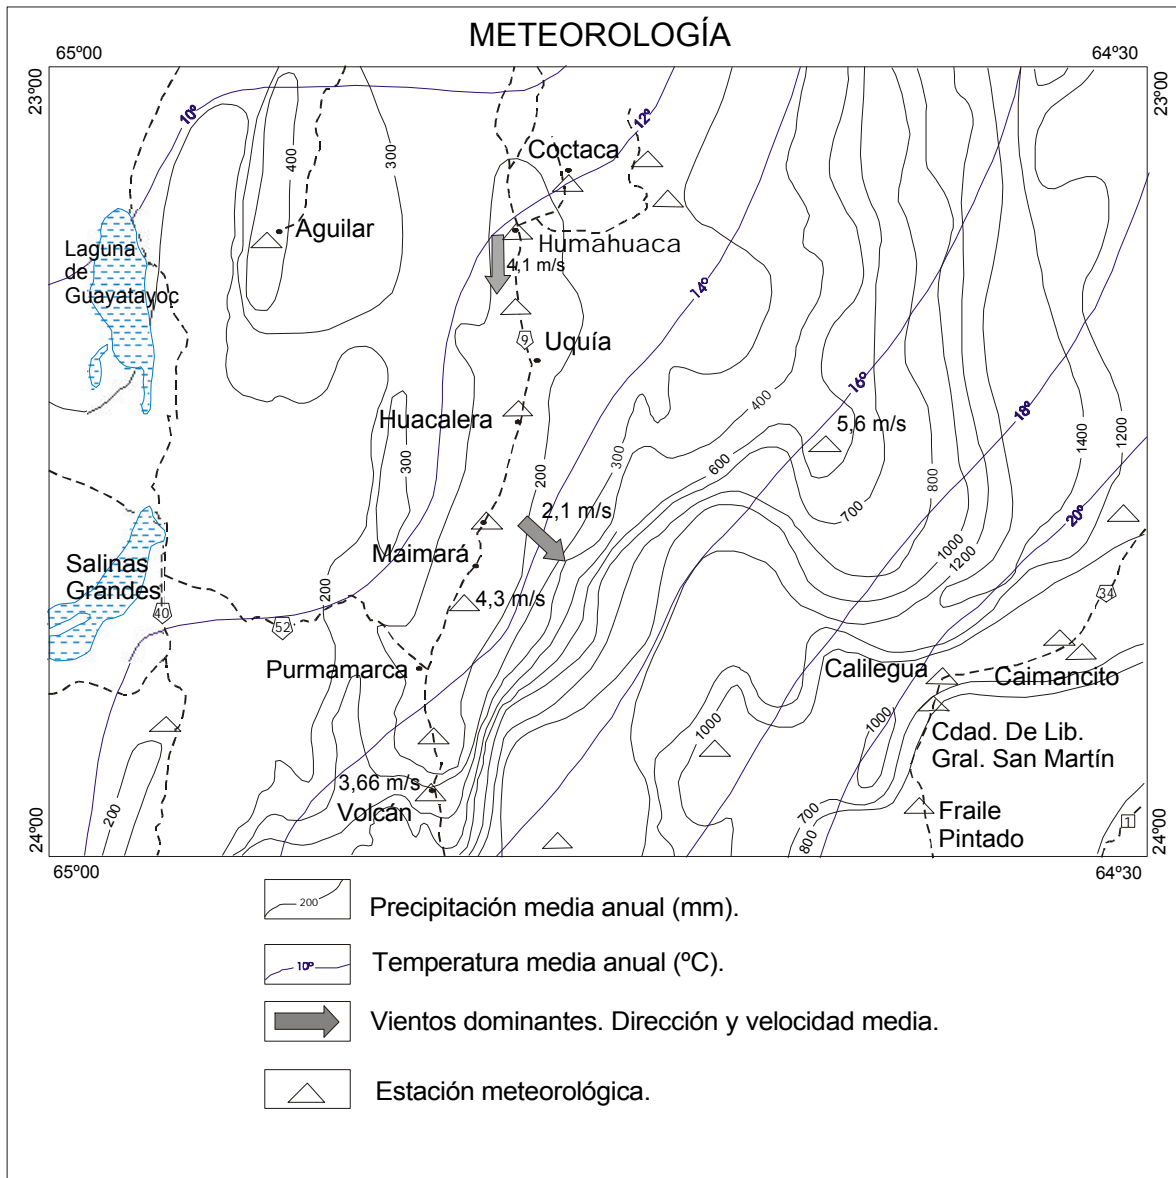 METEOROLOGÍA
65º00
64º30
23º00
23º00
10º
12º
Coctaca
400
300
Aguilar
Humahuaca
4,1 m/s
Laguna
de
Guayatayoc
14º
9
Uquía
16º
400
18º
1400
1200
5,6 m/s
Huacalera
200
300
300
600
800
700
2,1 m/s
20º
1000
1200
Maimará
Salinas
Grandes
200
4,3 m/s
40
52
34
Purmamarca
Calilegua
Caimancito
1000
1000
Cdad. De Lib.
Gral. San Martín
3,66 m/s
Volcán
200
700
800
Fraile
Pintado
1
24º00
24º00
65º00
64º30
200
Precipitación media anual (mm).
10º
Temperatura media anual (ºC).
Vientos dominantes. Dirección y velocidad media.
Estación meteorológica.